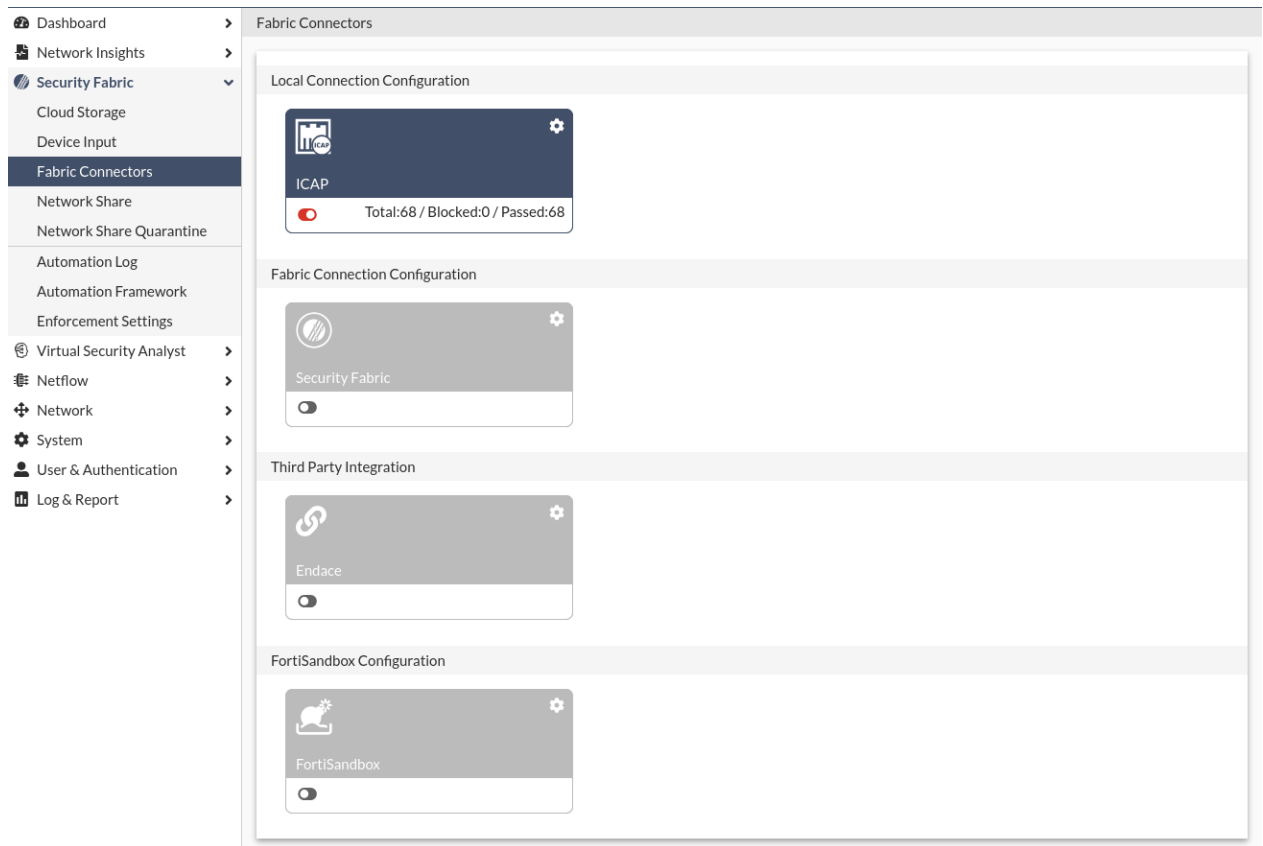 Dashboard
Network Insights
Security Fabric
Cloud Storage
Device Input
Fabric Connectors
Network Share
Network Share Quarantine
Automation Log
Automation Framework
Enforcement Settings
Virtual Security Analyst
Netflow
Network
System
User & Authentication
Log & Report
Fabric Connectors
Local Connection Configuration
ICAP
ICAP
Total:68 / Blocked:0 / Passed:68
Fabric Connection Configuration
Security Fabric
Third Party Integration
Endace
FortiSandbox Configuration
FortiSandbox